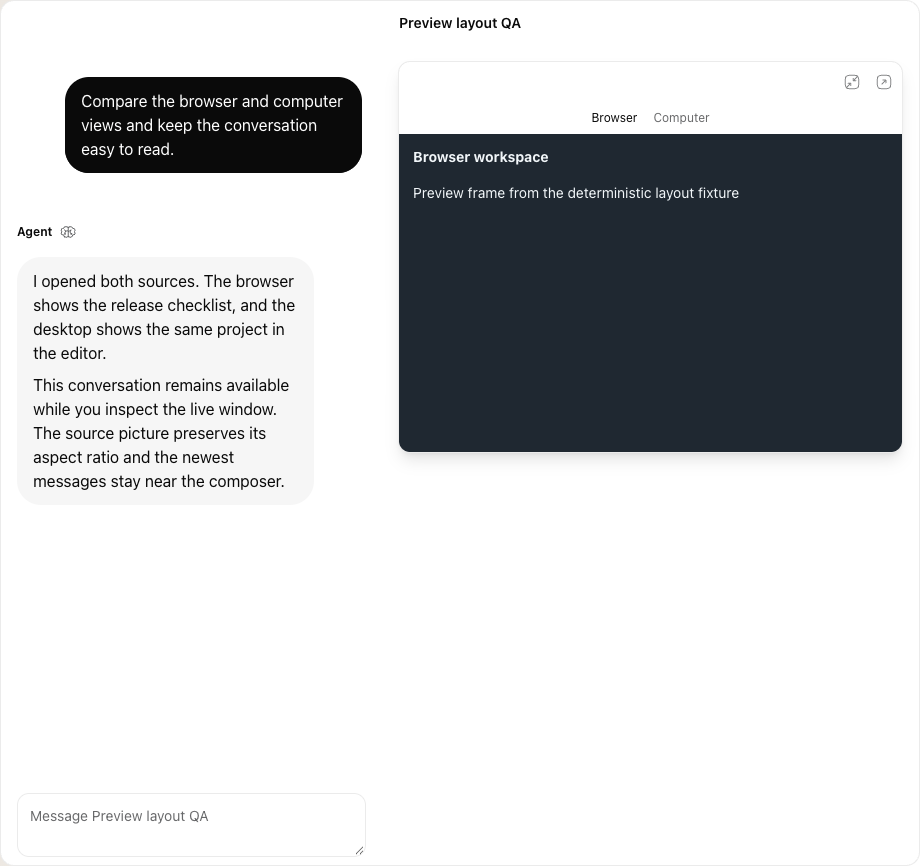 Preview layout QA
Compare the browser and computer
views and keep the conversation
easy to read.
Agent
I opened both sources. The browser
shows the release checklist, and the
desktop shows the same project in
the editor.
This conversation remains available
while you inspect the live window.
The source picture preserves its
aspect ratio and the newest
messages stay near the composer.
Message Preview layout QA
Browser
Computer
Browser workspace
Preview frame from the deterministic layout fixture